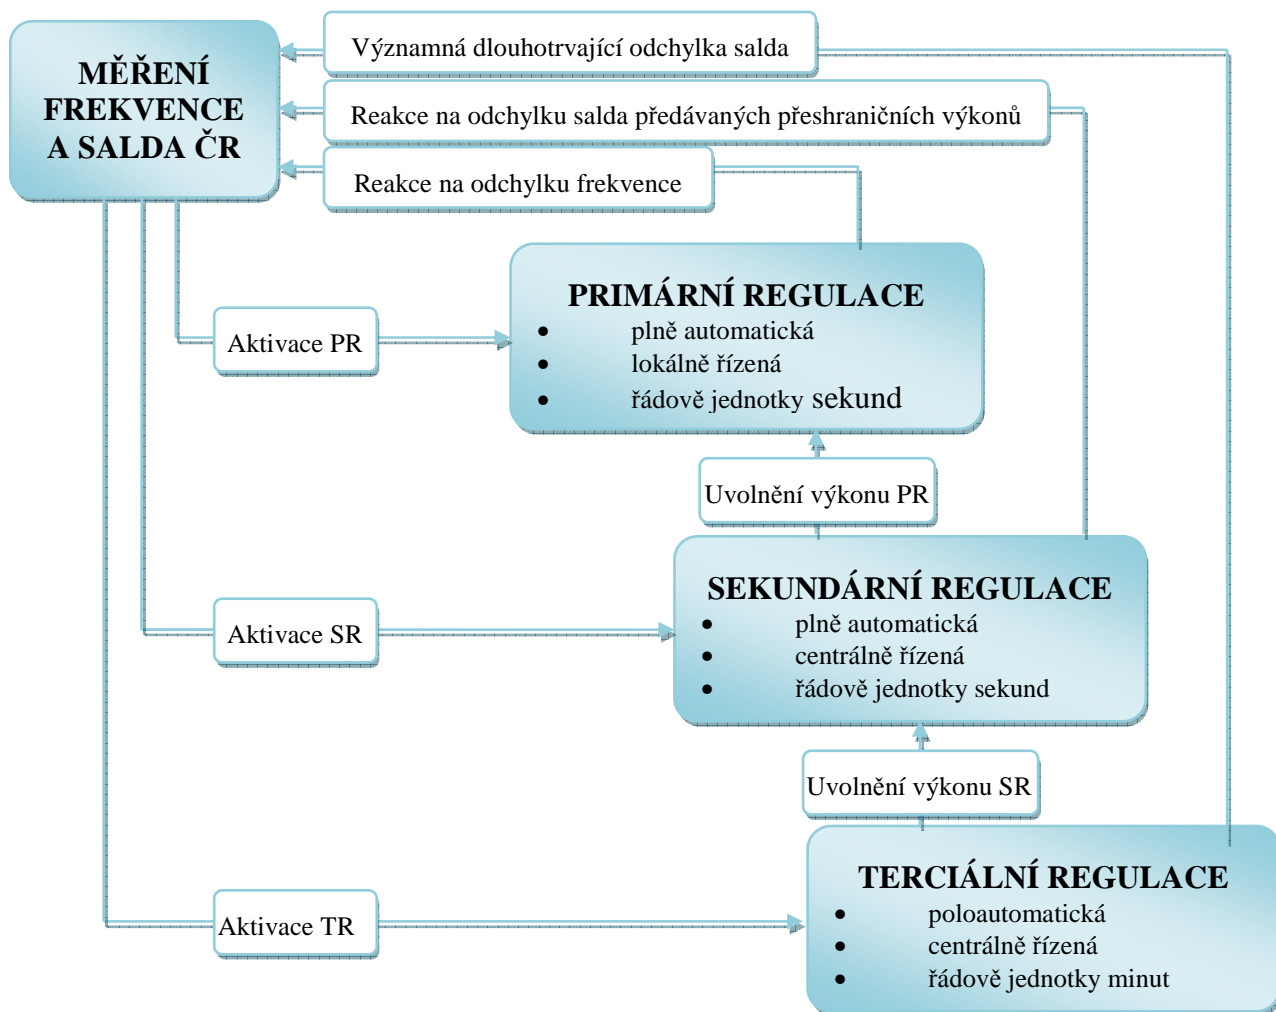 MĚŘENÍ
FREKVENCE
A SALDA ČR
Významná dlouhotrvající odchylka salda
Reakce na odchylku salda předávaných přeshraničních výkonů
Reakce na odchylku frekvence
PRIMÁRNÍ REGULACE
• plně automatická
• lokálně řízená
• řádově jednotky sekund
Aktivace PR
Uvolnění výkonu PR
SEKUNDÁRNÍ REGULACE
• plně automatická
• centrálně řízená
• řádově jednotky sekund
Aktivace SR
Uvolnění výkonu SR
TERCIÁLNÍ REGULACE
• poloautomatická
• centrálně řízená
• řádově jednotky minut
Aktivace TR